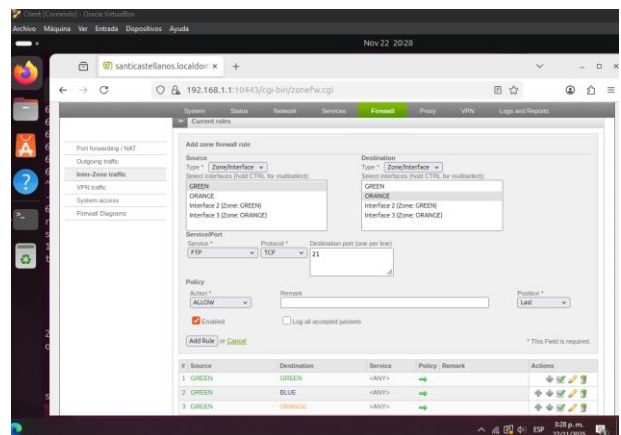 Client [Corriendo] - Oracle VirtualBox
Archivo Máquina Ver Entrada Dispositivos Ayuda
Nov 22 20:28
santicastellanos.localdom × +
192.168.1.1:10443/cgi-bin/zonefw.cgi
System Status Network Services Firewall Proxy VPN Logs and Reports
Current rules
Port forwarding / NAT
Outgoing traffic
Inter-Zone traffic
VPN traffic
System access
Firewall Diagrams
Add zone firewall rule
Source Destination
Type * Zone/Interface Type * Zone/Interface
Select interfaces (hold CTRL for multiselect): Select interfaces (hold CTRL for multiselect):
GREEN GREEN
ORANGE ORANGE
Interface 2 (Zone: GREEN) Interface 2 (Zone: GREEN)
Interface 3 (Zone: ORANGE) Interface 3 (Zone: ORANGE)
Service/Port
Service * Protocol * Destination port (one per line)
FTP TCP 21
Policy
Action * Remark Position *
ALLOW Last
Enabled Log all accepted packets
Add Rule or Cancel * This Field is required.
# Source Destination Service Policy Remark Actions
1 GREEN GREEN <ANY>
2 GREEN BLUE <ANY>
3 GREEN ORANGE <ANY>
ESP 3:28 p. m.
22/11/2025